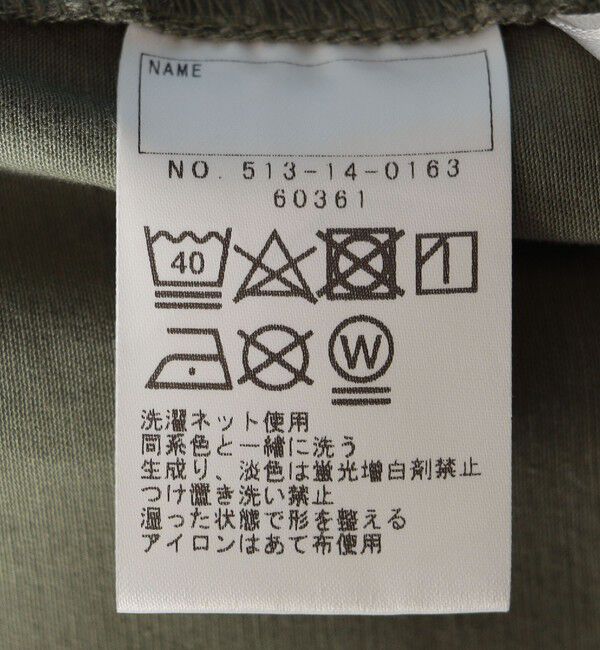 NAME
NO. 513-14-0163
60361
40
W
洗濯ネット使用
同系色と一緒に洗う
生成り、淡色は蛍光増白剤禁止
つけ置き洗い禁止
湿った状態で形を整える
アイロンはあて布使用